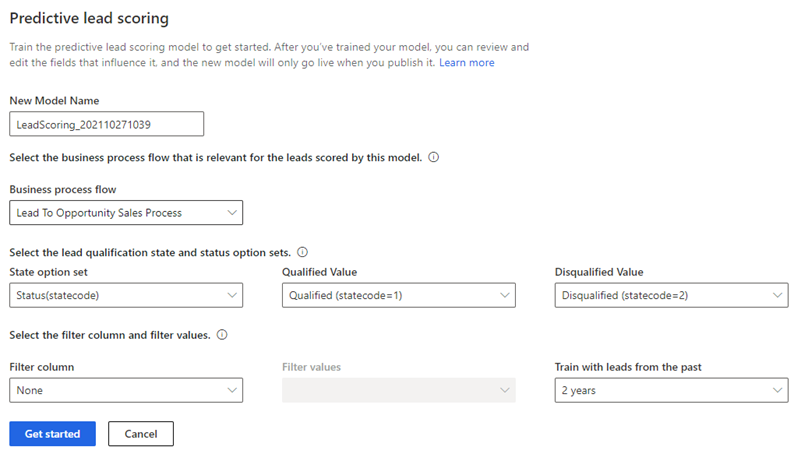 Predictive lead scoring
Train the predictive lead scoring model to get started. After you've trained your model, you can review and
edit the fields that influence it, and the new model will only go live when you publish it. Learn more
New Model Name
LeadScoring_202110271039
Select the business process flow that is relevant for the leads scored by this model.
Business process flow
Lead To Opportunity Sales Process
Select the lead qualification state and status option sets.
State option set Qualified Value Disqualified Value
Status(statecode) Qualified (statecode=1) Disqualified (statecode=2)
Select the filter column and filter values.
Filter column Filter values Train with leads from the past
None 2 years
Get started Cancel